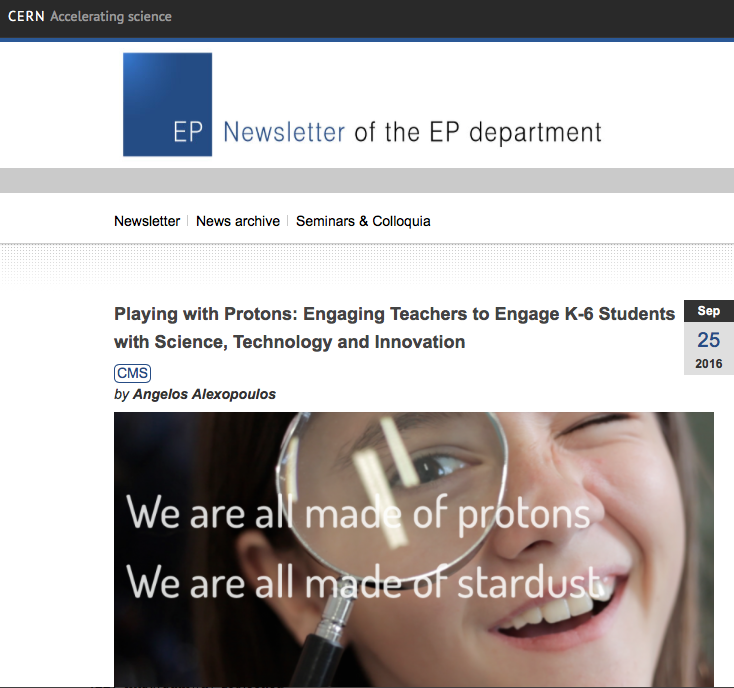 CERN Accelerating science
EP Newsletter of the EP department
Newsletter
News archive
Seminars & Colloquia
Playing with Protons: Engaging Teachers to Engage K-6 Students
with Science, Technology and Innovation
Sep
25
2016
CMS
by Angelos Alexopoulos
We are all made of protons
We are all made of stardust